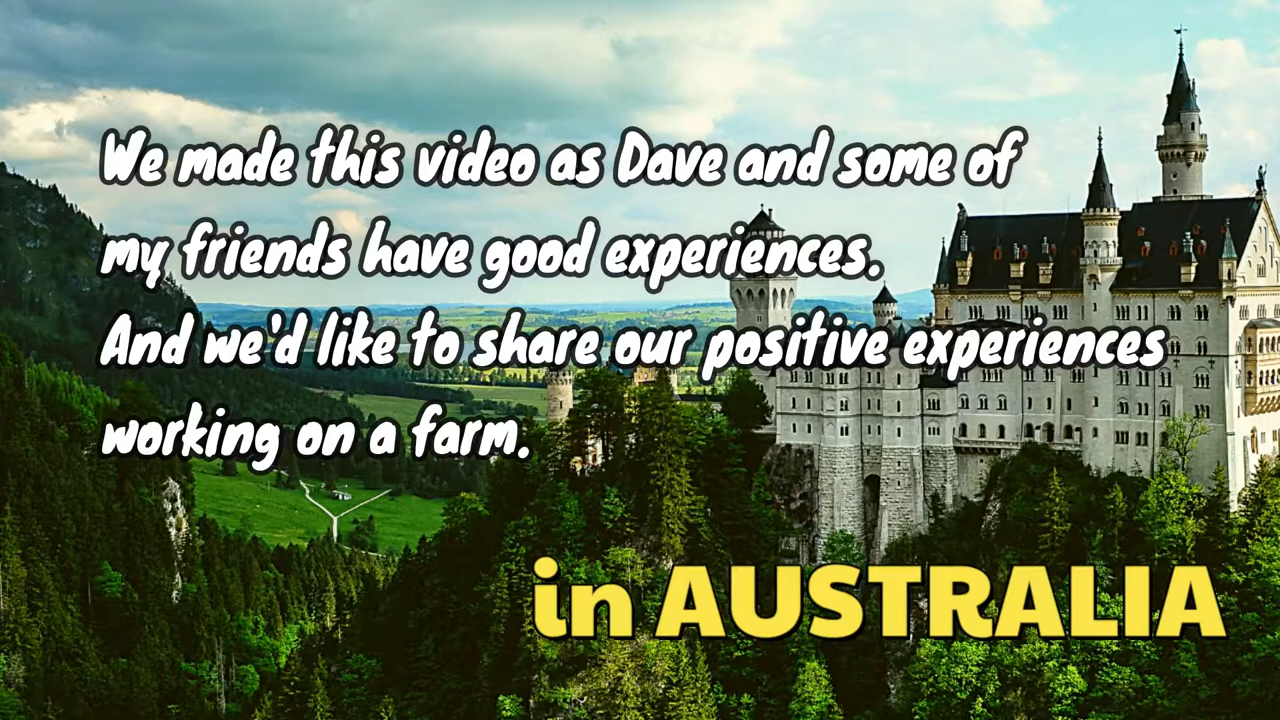 We made this video as Dave and some of
my friends have good experiences.
And we'd like to share our positive experiences
working on a farm.
in AUSTRALIA